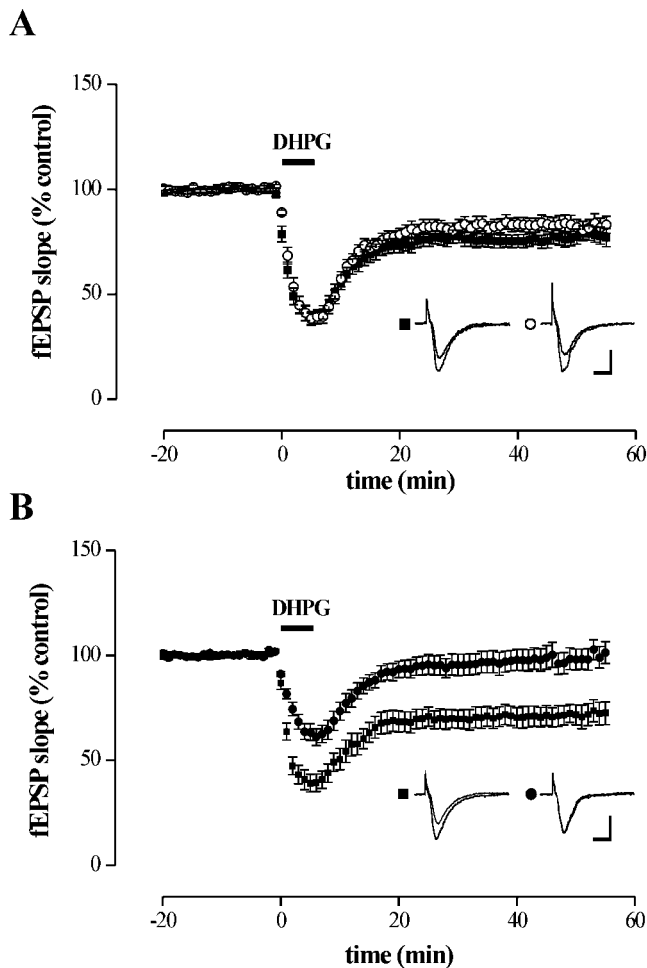 A
fEPSP slope (% control)
150
100
50
0
DHPG
-20 0 20 40 60
time (min)
B
fEPSP slope (% control)
150
100
50
0
DHPG
-20 0 20 40 60
time (min)